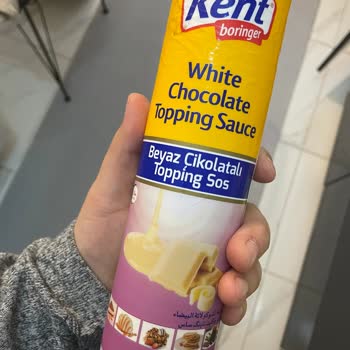 Kent
boringer
White
Chocolate
Topping Sauce
Beyaz Çikolatalı
Topping Sos